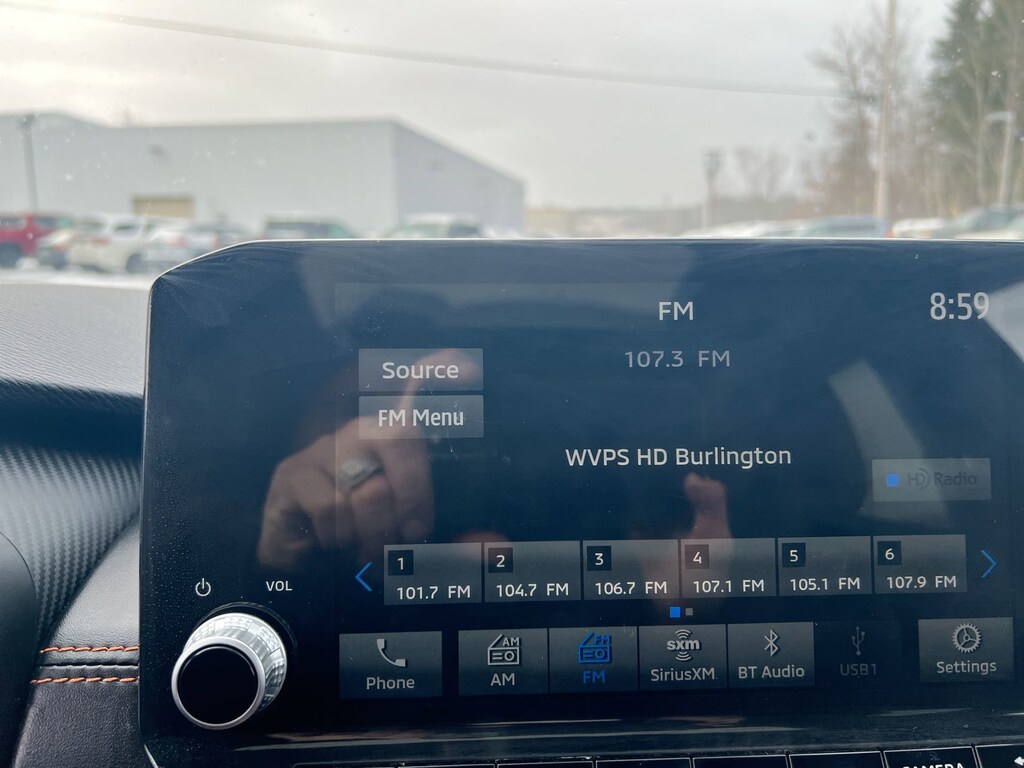 FM
8:59
Source
107.3 FM
FM Menu
WVPS HD Burlington
HD Radio
1
101.7 FM
2
104.7 FM
3
106.7 FM
4
107.1 FM
5
105.1 FM
6
107.9 FM
VOL
Phone
AM
AM
FM
FM
sxm
SiriusXM
BT Audio
USB1
Settings
CAMERA